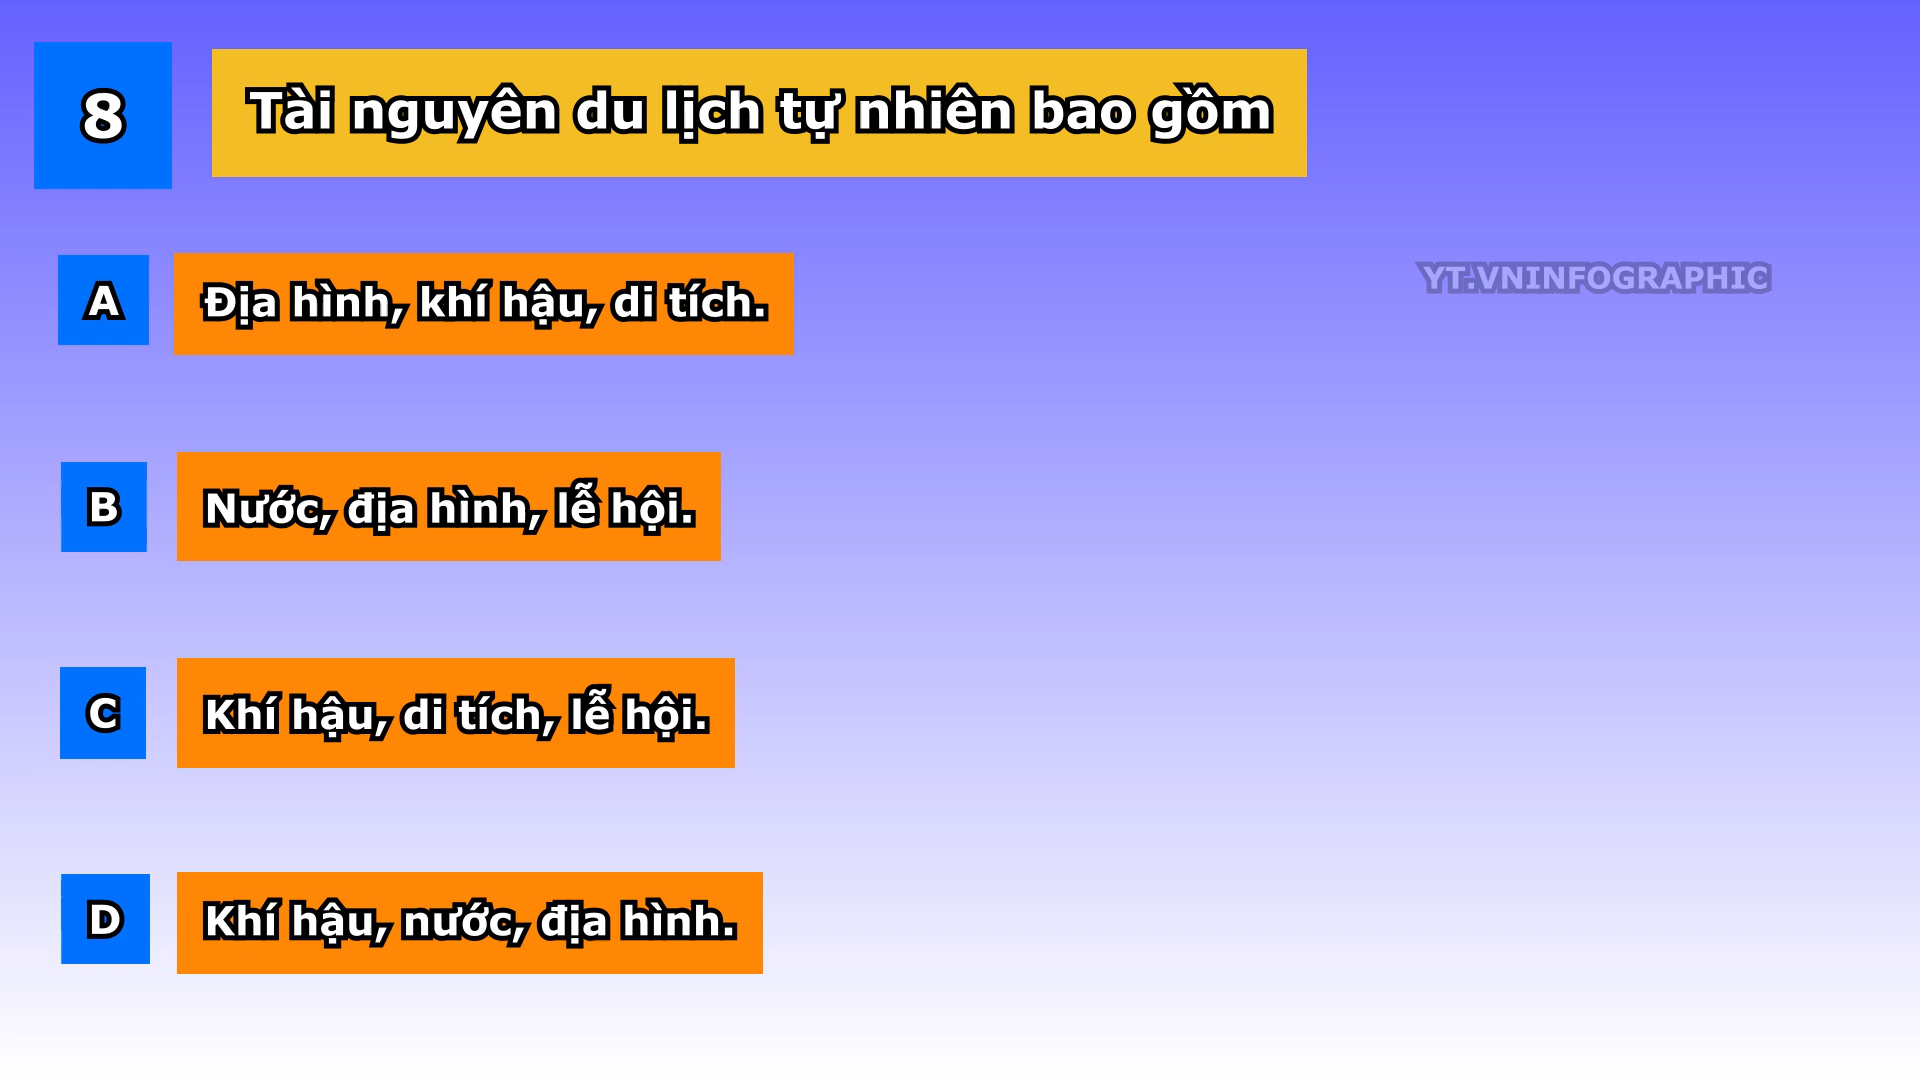 8
Tài nguyên du lịch tự nhiên bao gồm
YT.VNINFOGRAPHIC
A
Địa hình, khí hậu, di tích.
B
Nước, địa hình, lễ hội.
C
Khí hậu, di tích, lễ hội.
D
Khí hậu, nước, địa hình.